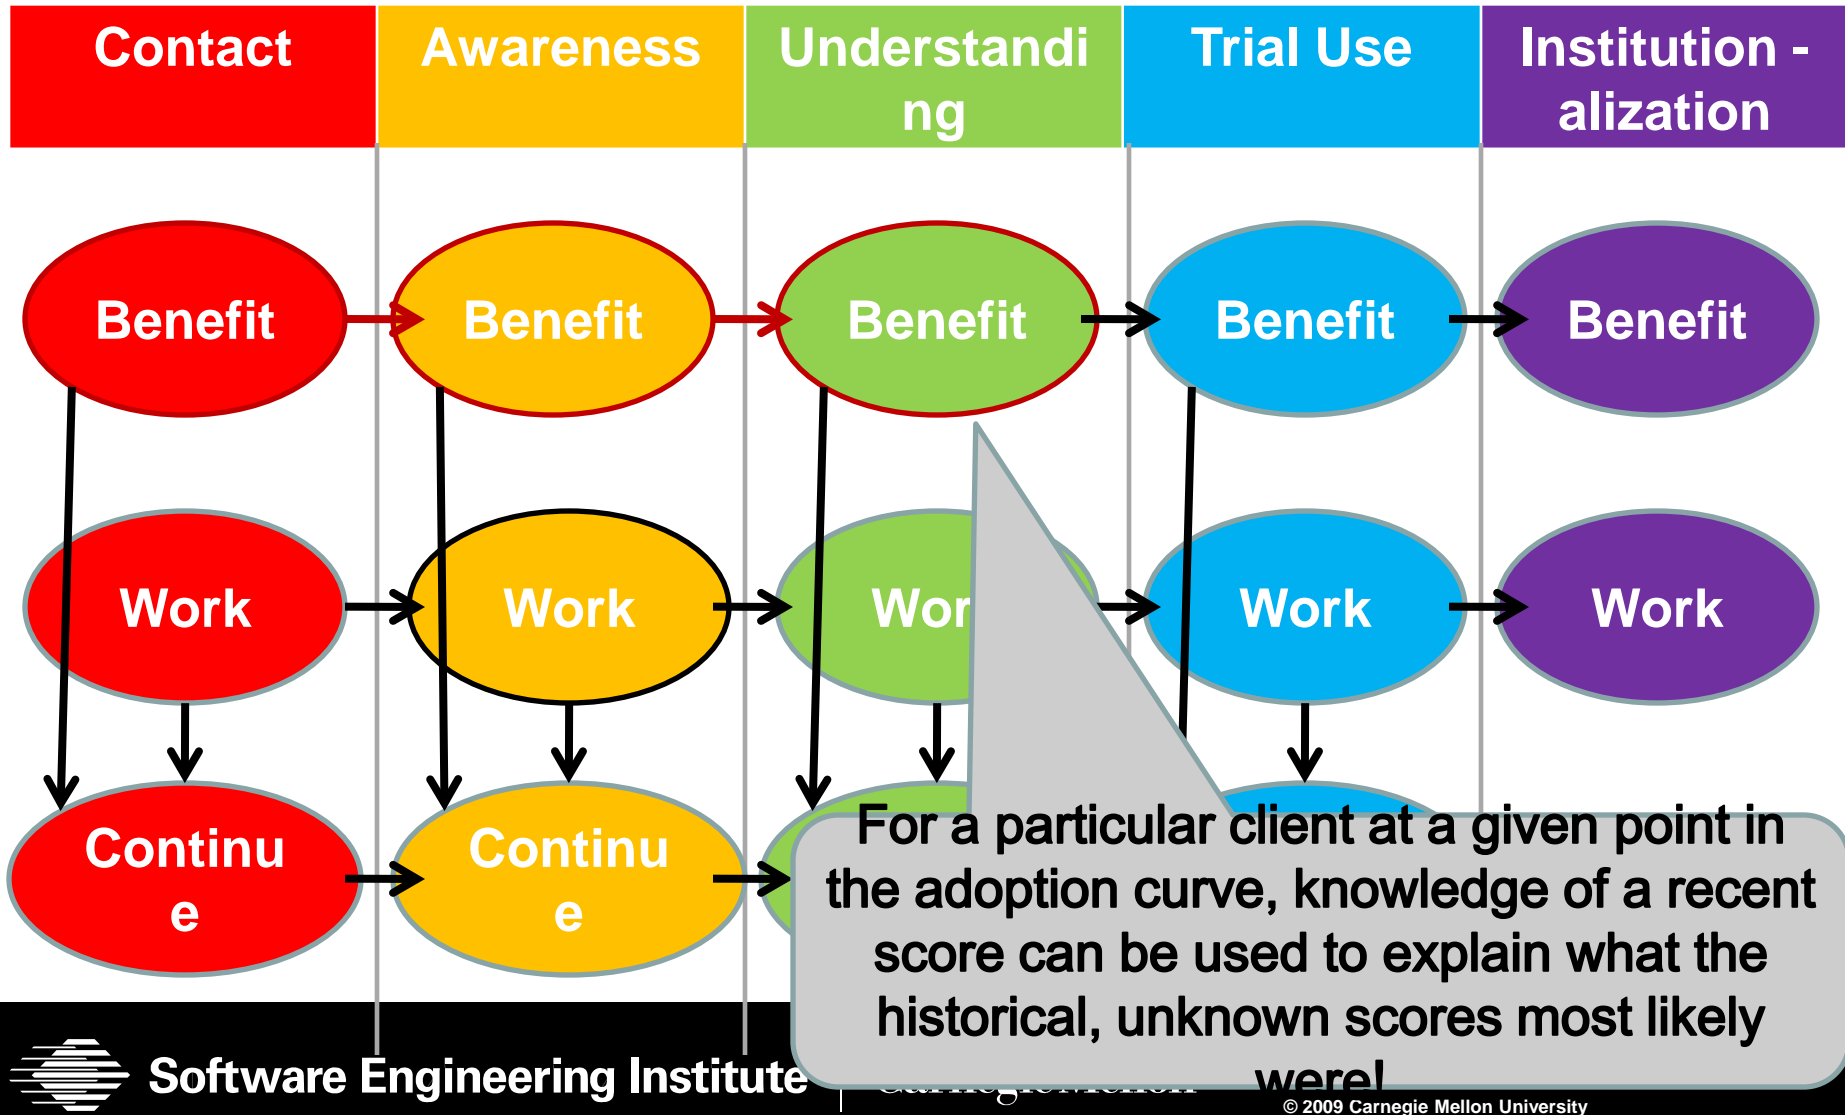 Contact
Awareness
Understandi
ng
Trial Use
Institution -
alization
Benefit
Benefit
Benefit
Benefit
Benefit
Work
Work
Wor
Work
Work
Continu
e
Continu
e
For a particular client at a given point in
the adoption curve, knowledge of a recent
score can be used to explain what the
historical, unknown scores most likely
were!
Software Engineering Institute
© 2009 Carnegie Mellon University